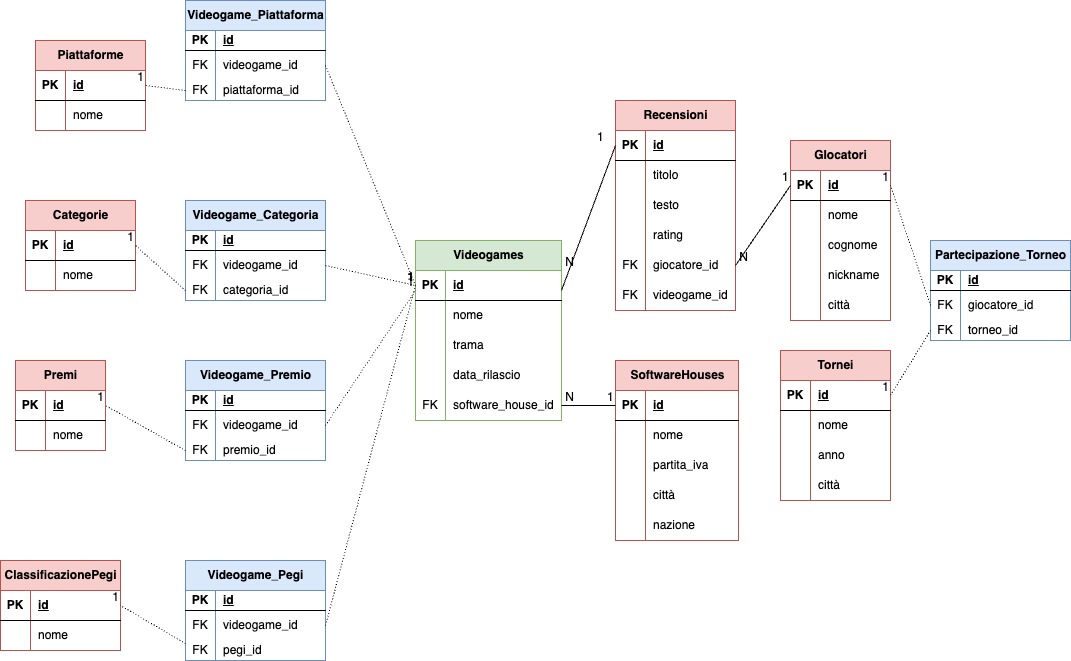 Videogame_Piattaforma
PK id
FK videogame_id
FK piattaforma_id
Piattaforme
PK id 1
nome
Videogame_Categoria
PK id
FK videogame_id
FK categoria_id
Categorie
PK id 1
nome
Videogame_Premio
PK id
FK videogame_id
FK premio_id
Premi
PK id 1
nome
Videogame_Pegi
PK id
FK videogame_id
FK pegi_id
ClassificazionePegi
PK id 1
nome
Videogames
1
PK id
nome
trama
data_rilascio
FK software_house_id
N
N 1
1
Recensioni
PK id
titolo
testo
rating
FK giocatore_id
FK videogame_id
N
1
SoftwareHouses
PK id
nome
partita_iva
città
nazione
GIocatori
PK id 1
nome
cognome
nickname
città
Tornei
PK id 1
nome
anno
città
Partecipazione_Torneo
PK id
FK giocatore_id
FK torneo_id